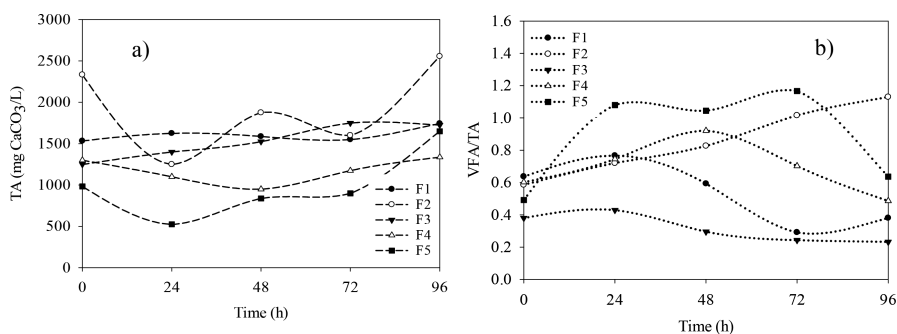 a)
TA (mg CaCO3/L)
3000
2500
2000
1500
1000
500
0
F1
F2
F3
F4
F5
0 24 48 72 96
Time (h)
b)
VFA/TA
1.6
1.4
1.2
1.0
0.8
0.6
0.4
0.2
0.0
F1
F2
F3
F4
F5
0 24 48 72 96
Time (h)